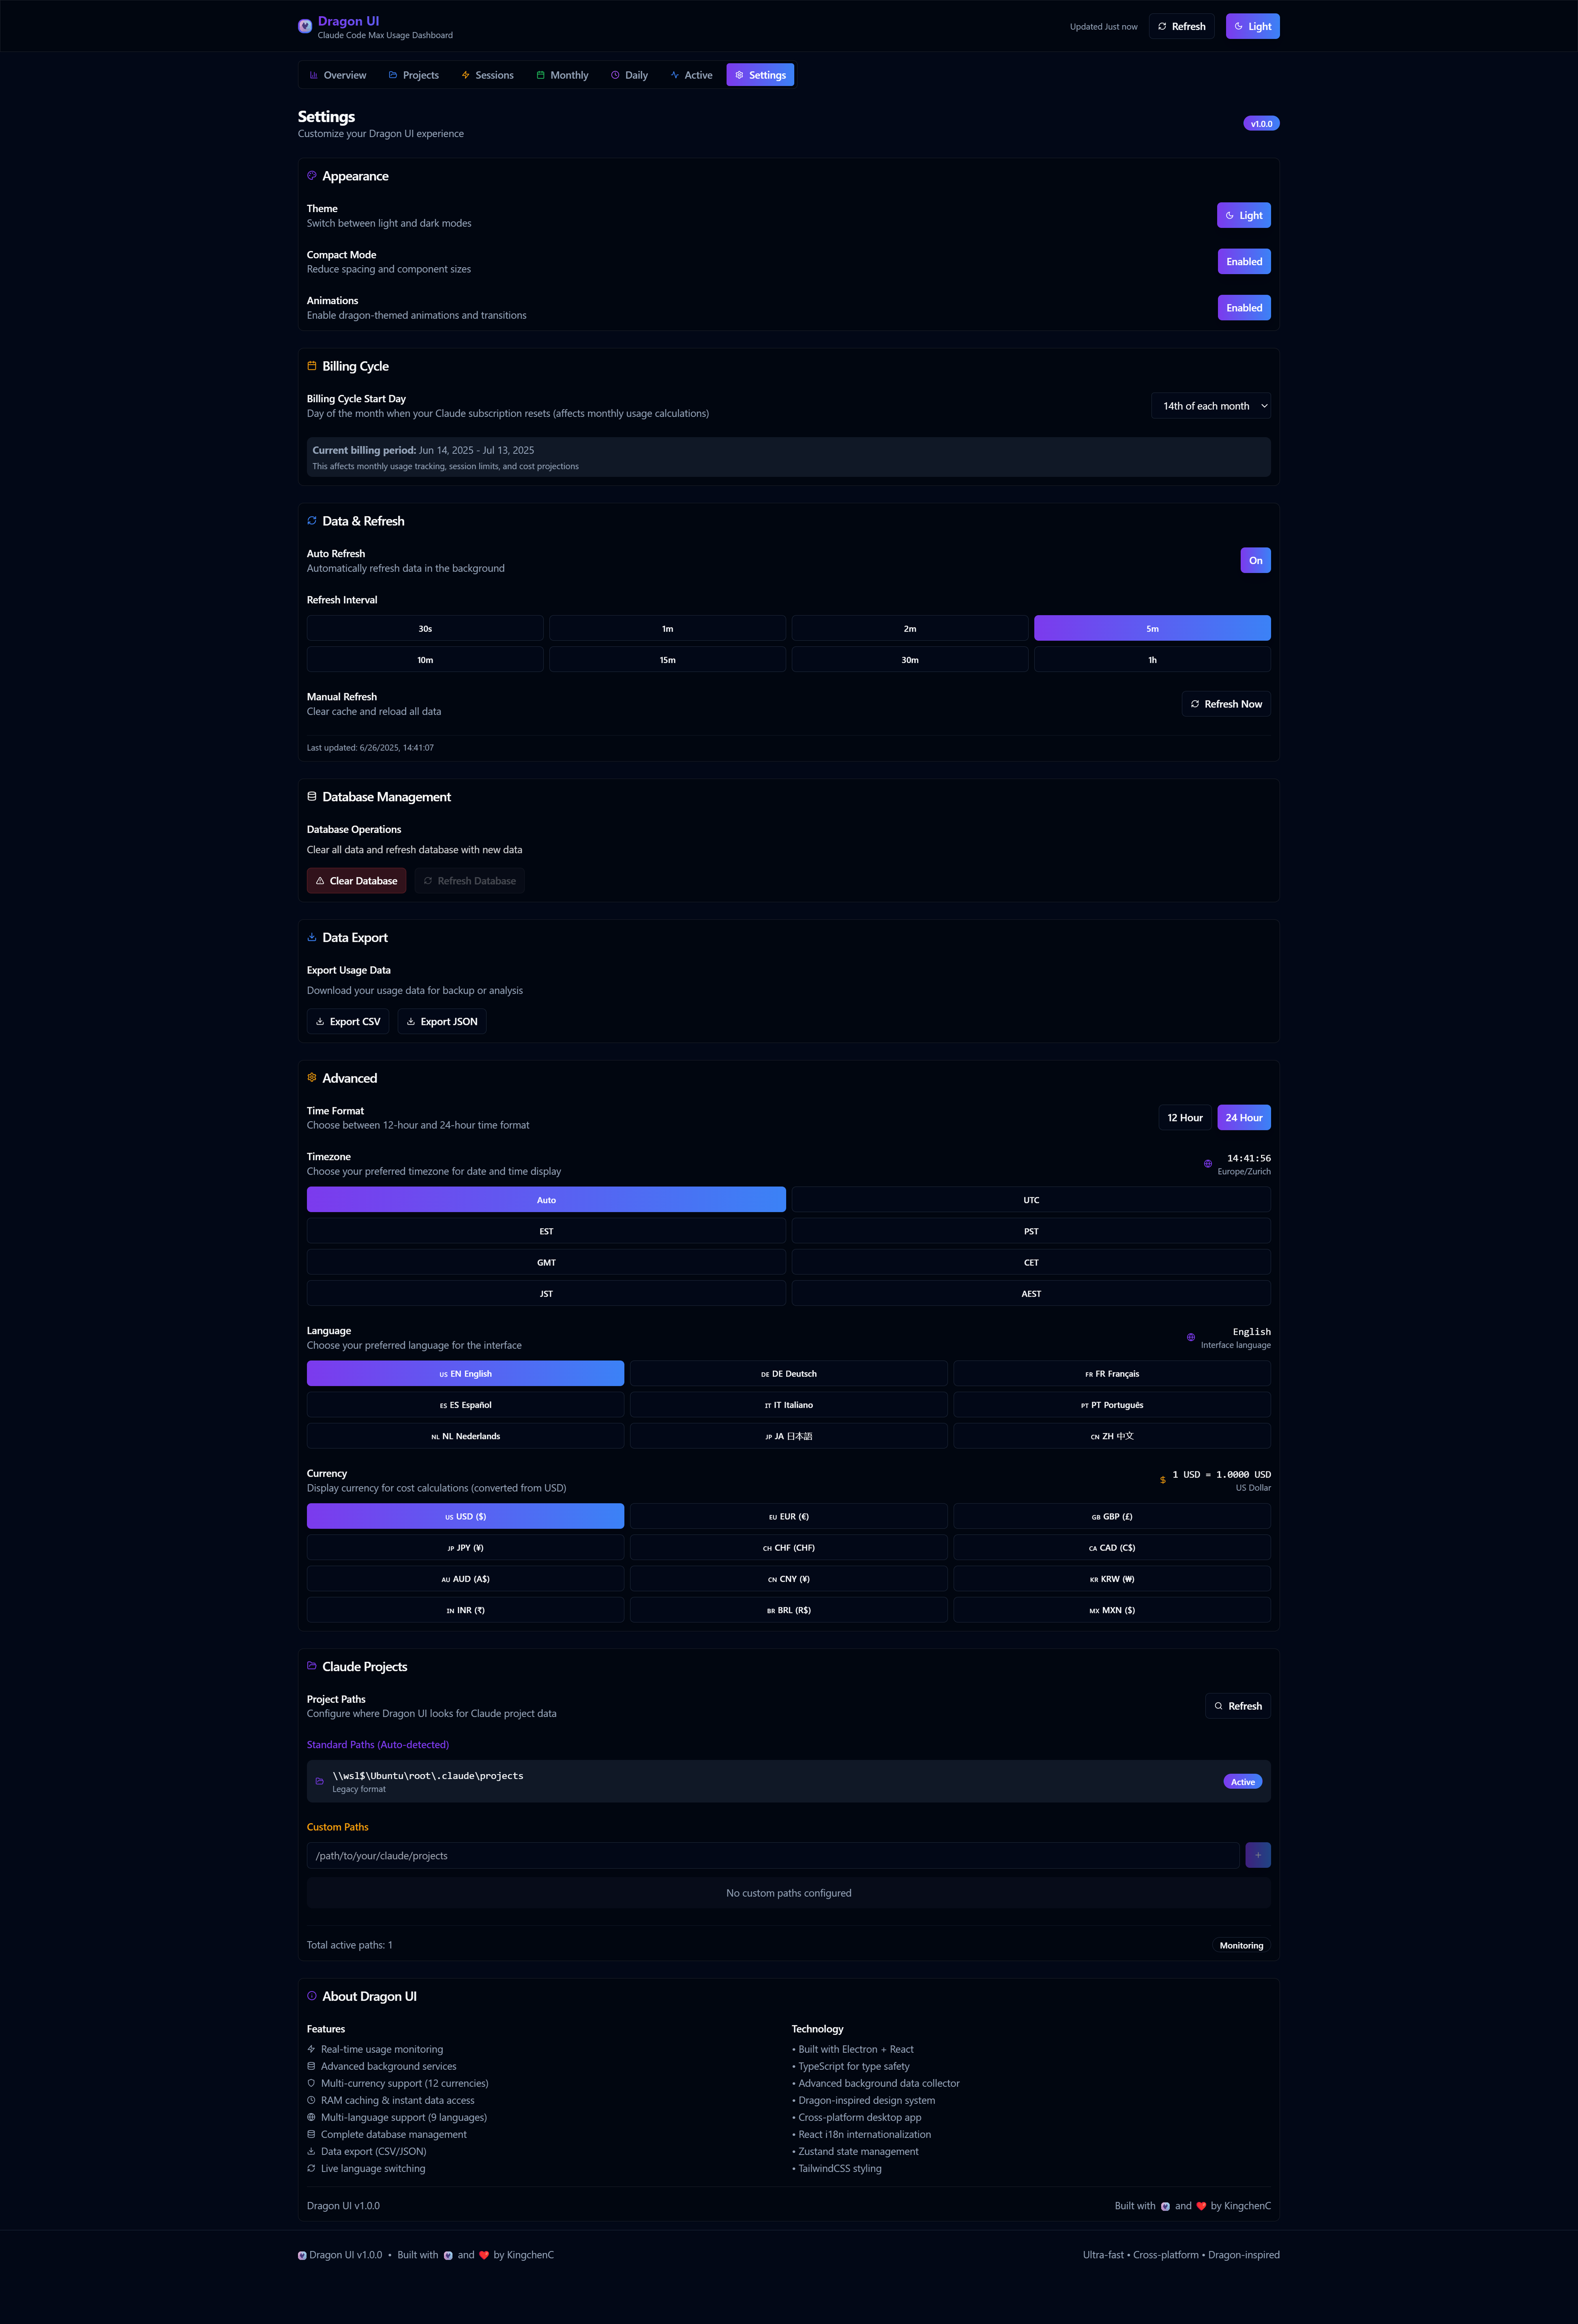 Dragon UI
Claude Code Max Usage Dashboard
Updated Just now
Refresh
Light
Overview
Projects
Sessions
Monthly
Daily
Active
Settings
Settings
Customize your Dragon UI experience
v1.0.0
Appearance
Theme
Switch between light and dark modes
Light
Compact Mode
Reduce spacing and component sizes
Enabled
Animations
Enable dragon-themed animations and transitions
Enabled
Billing Cycle
Billing Cycle Start Day
Day of the month when your Claude subscription resets (affects monthly usage calculations)
14th of each month
Current billing period: Jun 14, 2025 - Jul 13, 2025
This affects monthly usage tracking, session limits, and cost projections
Data & Refresh
Auto Refresh
Automatically refresh data in the background
On
Refresh Interval
30s
1m
2m
5m
10m
15m
30m
1h
Manual Refresh
Clear cache and reload all data
Refresh Now
Last updated: 6/26/2025, 14:41:07
Database Management
Database Operations
Clear all data and refresh database with new data
Clear Database
Refresh Database
Data Export
Export Usage Data
Download your usage data for backup or analysis
Export CSV
Export JSON
Advanced
Time Format
Choose between 12-hour and 24-hour time format
12 Hour
24 Hour
Timezone
Choose your preferred timezone for date and time display
14:41:56
Europe/Zurich
Auto
UTC
EST
PST
GMT
CET
JST
AEST
Language
Choose your preferred language for the interface
English
Interface language
US EN English
DE DE Deutsch
FR FR Français
ES ES Español
IT IT Italiano
PT PT Português
NL NL Nederlands
JP JA 日本語
CN ZH 中文
Currency
Display currency for cost calculations (converted from USD)
$ 1 USD = 1.0000 USD
US Dollar
US USD ($)
EU EUR (€)
GB GBP (£)
JP JPY (¥)
CH CHF (CHF)
CA CAD (C$)
AU AUD (A$)
CN CNY (¥)
KR KRW (₩)
IN INR (₹)
BR BRL (R$)
MX MXN ($)
Claude Projects
Project Paths
Configure where Dragon UI looks for Claude project data
Refresh
Standard Paths (Auto-detected)
\\wsl$\Ubuntu\root\.claude\projects
Legacy format
Active
Custom Paths
/path/to/your/claude/projects
+
No custom paths configured
Total active paths: 1
Monitoring
About Dragon UI
Features
Real-time usage monitoring
Advanced background services
Multi-currency support (12 currencies)
RAM caching & instant data access
Multi-language support (9 languages)
Complete database management
Data export (CSV/JSON)
Live language switching
Technology
• Built with Electron + React
• TypeScript for type safety
• Advanced background data collector
• Dragon-inspired design system
• Cross-platform desktop app
• React i18n internationalization
• Zustand state management
• TailwindCSS styling
Dragon UI v1.0.0
Built with 💜 and ❤️ by KingchenC
Dragon UI v1.0.0 • Built with 💜 and ❤️ by KingchenC
Ultra-fast • Cross-platform • Dragon-inspired